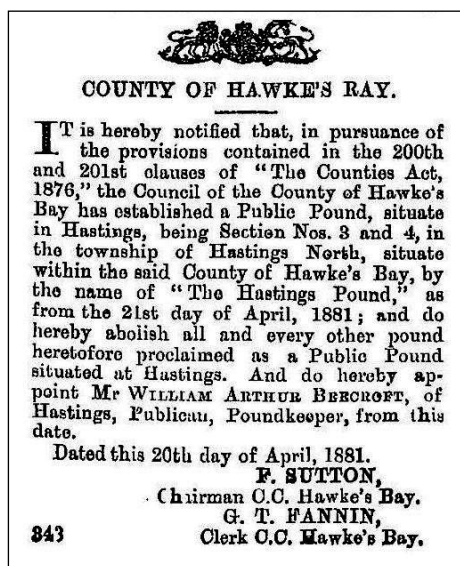 COUNTY OF HAWKE'S BAY.
IT is hereby notified that, in pursuance of
the provisions contained in the 200th
and 201st clauses of "The Counties Act,
1876," the Council of the County of Hawke's
Bay has established a Public Pound, situate
in Hastings, being Section Nos. 3 and 4, in
the township of Hastings North, situate
within the said County of Hawke's Bay, by
the name of "The Hastings Pound," as
from the 21st day of April, 1881; and do
hereby abolish all and every other pound
heretofore proclaimed as a Public Pound
situated at Hastings. And do hereby ap-
point Mr WILLIAM ARTHUR BEECROFT, of
Hastings, Publican, Poundkeeper, from this
date.
Dated this 20th day of April, 1881.
F. SUTTON,
Chairman C.C. Hawke's Bay.
G. T. FANNIN,
343 Clerk C.C. Hawke's Bay.